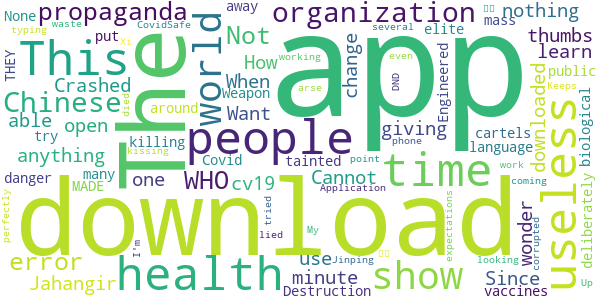 None
away
waste
CovidSafe
propaganda
organization
elite
nothing
typing
THEY
put
Xi
mass
several
even
This
The
world
app
Not
How
When
Weapon
change
DND
Engineered
thumbs
learn
Crashed
died
around
working
arse
Want
Chinese
able
open
people
giving
downloaded
public
Keeps
try
killing
kissing
Covid
tainted
phone
cartels
language
biological
anything
danger
many
MADE
one
WHO
cv19
Cannot
point
Application
time
work
coming
useless
deliberately
perfectly
download
I'm
tried
My
lied
expectations
wonder
corrupted
error
health
use
Jinping
show
looking
Since
Jahangir
minute
Destruction
vaccines
Up